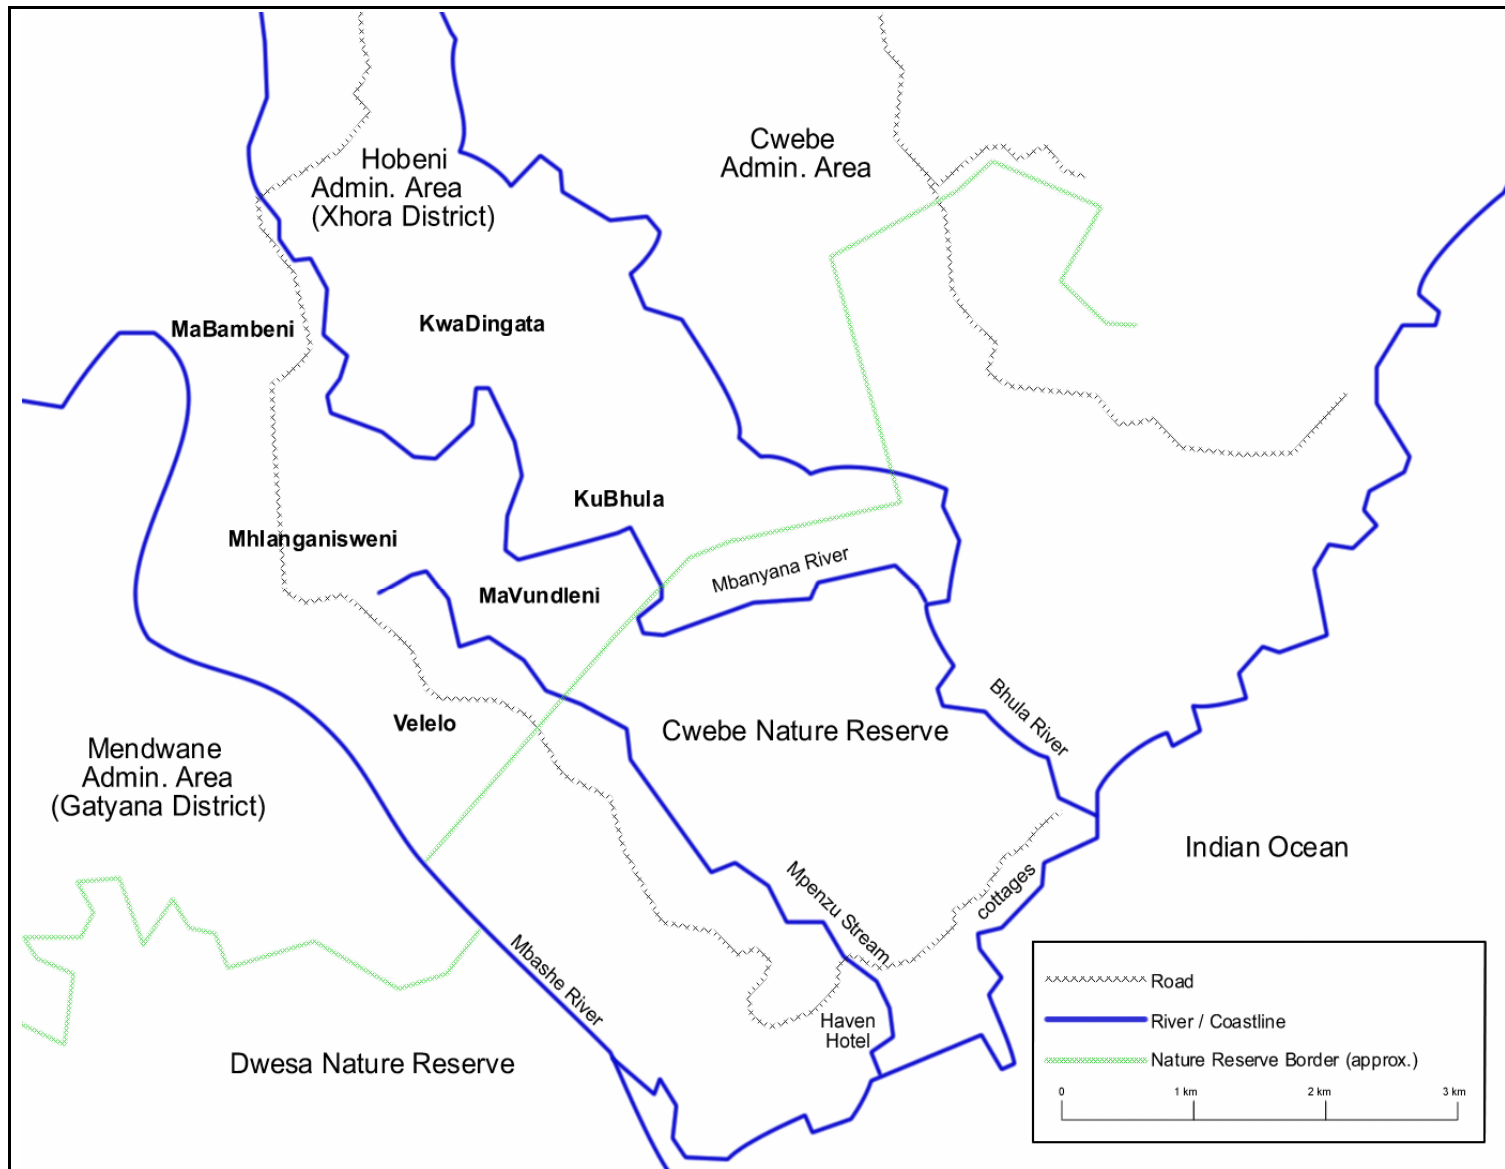 Cwebe
Admin. Area
Hobeni
Admin. Area
(Xhora District)
MaBambeni
KwaDingata
KuBhula
Mhlanganisweni
Mbanyana River
MaVundleni
Velelo
Cwebe Nature Reserve
Bhula River
Mendwane
Admin. Area
(Gatyana District)
Indian Ocean
cottages
Mpenzu Stream
Mbashe River
Haven
Hotel
Dwesa Nature Reserve
Road
River / Coastline
Nature Reserve Border (approx.)
0 1 km 2 km 3 km